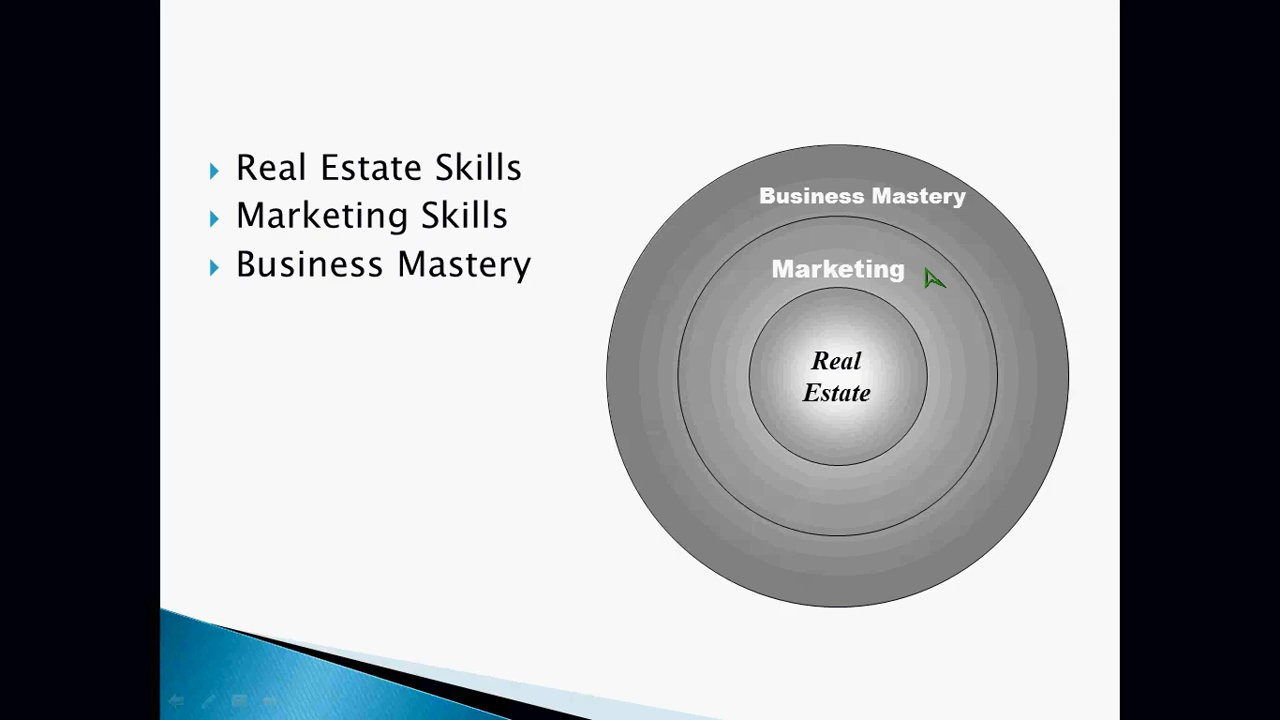 Real Estate Skills
Marketing Skills
Business Mastery
Business Mastery
Marketing
Real
Estate